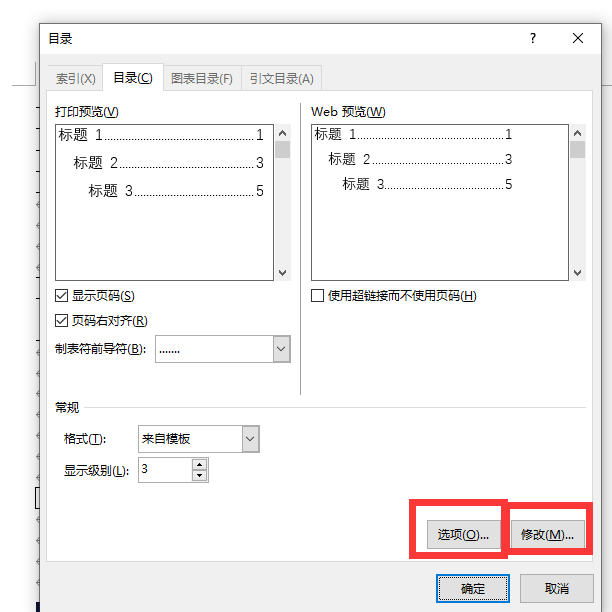 目录 ?
索引(X) 目录(C) 图表目录(F) 引文目录(A)
打印预览(V)
标题 1.....................................1
标题 2.................................3
标题 3.............................5
Web 预览(W)
标题 1.....................................1
标题 2.................................3
标题 3.............................5
显示页码(S)
页码右对齐(R)
制表符前导符(B): .......
使用超链接而不使用页码(H)
常规
格式(T): 来自模板
显示级别(L): 3
选项(O)... 修改(M)...
确定 取消